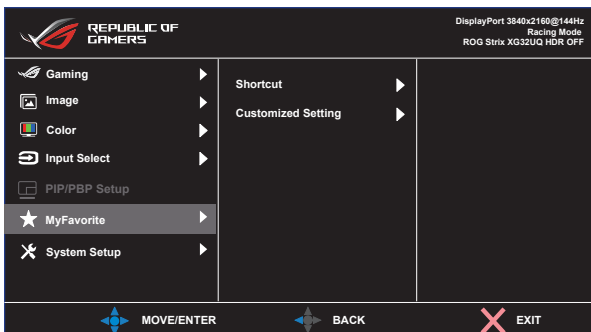 REPUBLIC OF
GAMERS
DisplayPort 3840x2160@144Hz
Racing Mode
ROG Strix XG32UQ HDR OFF
Gaming
Image
Color
Input Select
PIP/PBP Setup
MyFavorite
System Setup
Shortcut
Customized Setting
MOVE/ENTER
BACK
EXIT